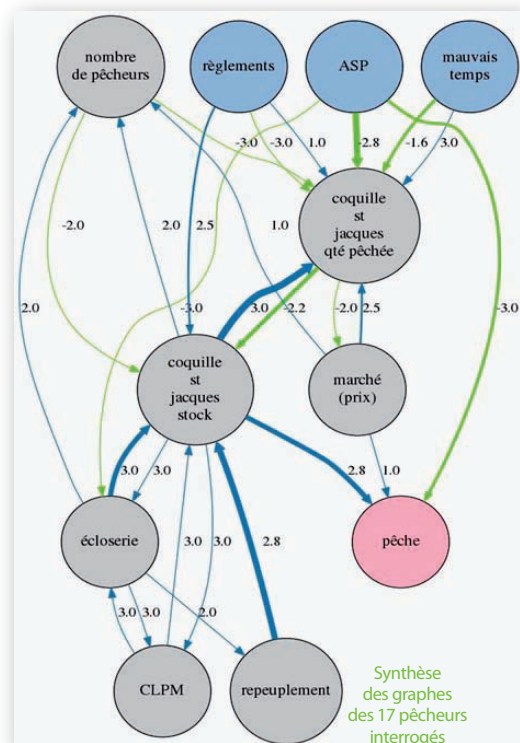 nombre
de pêcheurs
règlements
ASP
mauvais
temps
-3.0
-3.0
1.0
-2.8
-1.6
3.0
coquille
st
jacques
qté pêchée
-2.0
2.0
2.5
1.0
2.0
-3.0
3.0
-2.2
-2.0
2.5
-3.0
coquille
st
jacques
stock
marché
(prix)
3.0
3.0
2.8
1.0
écloserie
3.0
3.0
2.8
pêche
3.0
3.0
2.0
CLPM
repeuplement
Synthèse
des graphes
des 17 pêcheurs
interrogés